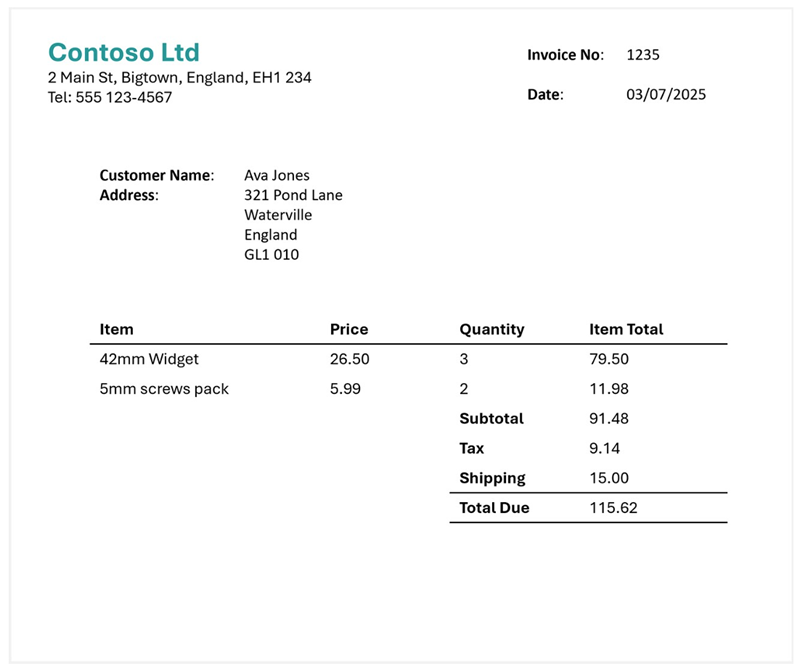 Contoso Ltd
2 Main St, Bigtown, England, EH1 234
Tel: 555 123-4567
Invoice No: 1235
Date: 03/07/2025
Customer Name: Ava Jones
Address: 321 Pond Lane
Waterville
England
GL1 010
Item Price Quantity Item Total
42mm Widget 26.50 3 79.50
5mm screws pack 5.99 2 11.98
Subtotal 91.48
Tax 9.14
Shipping 15.00
Total Due 115.62